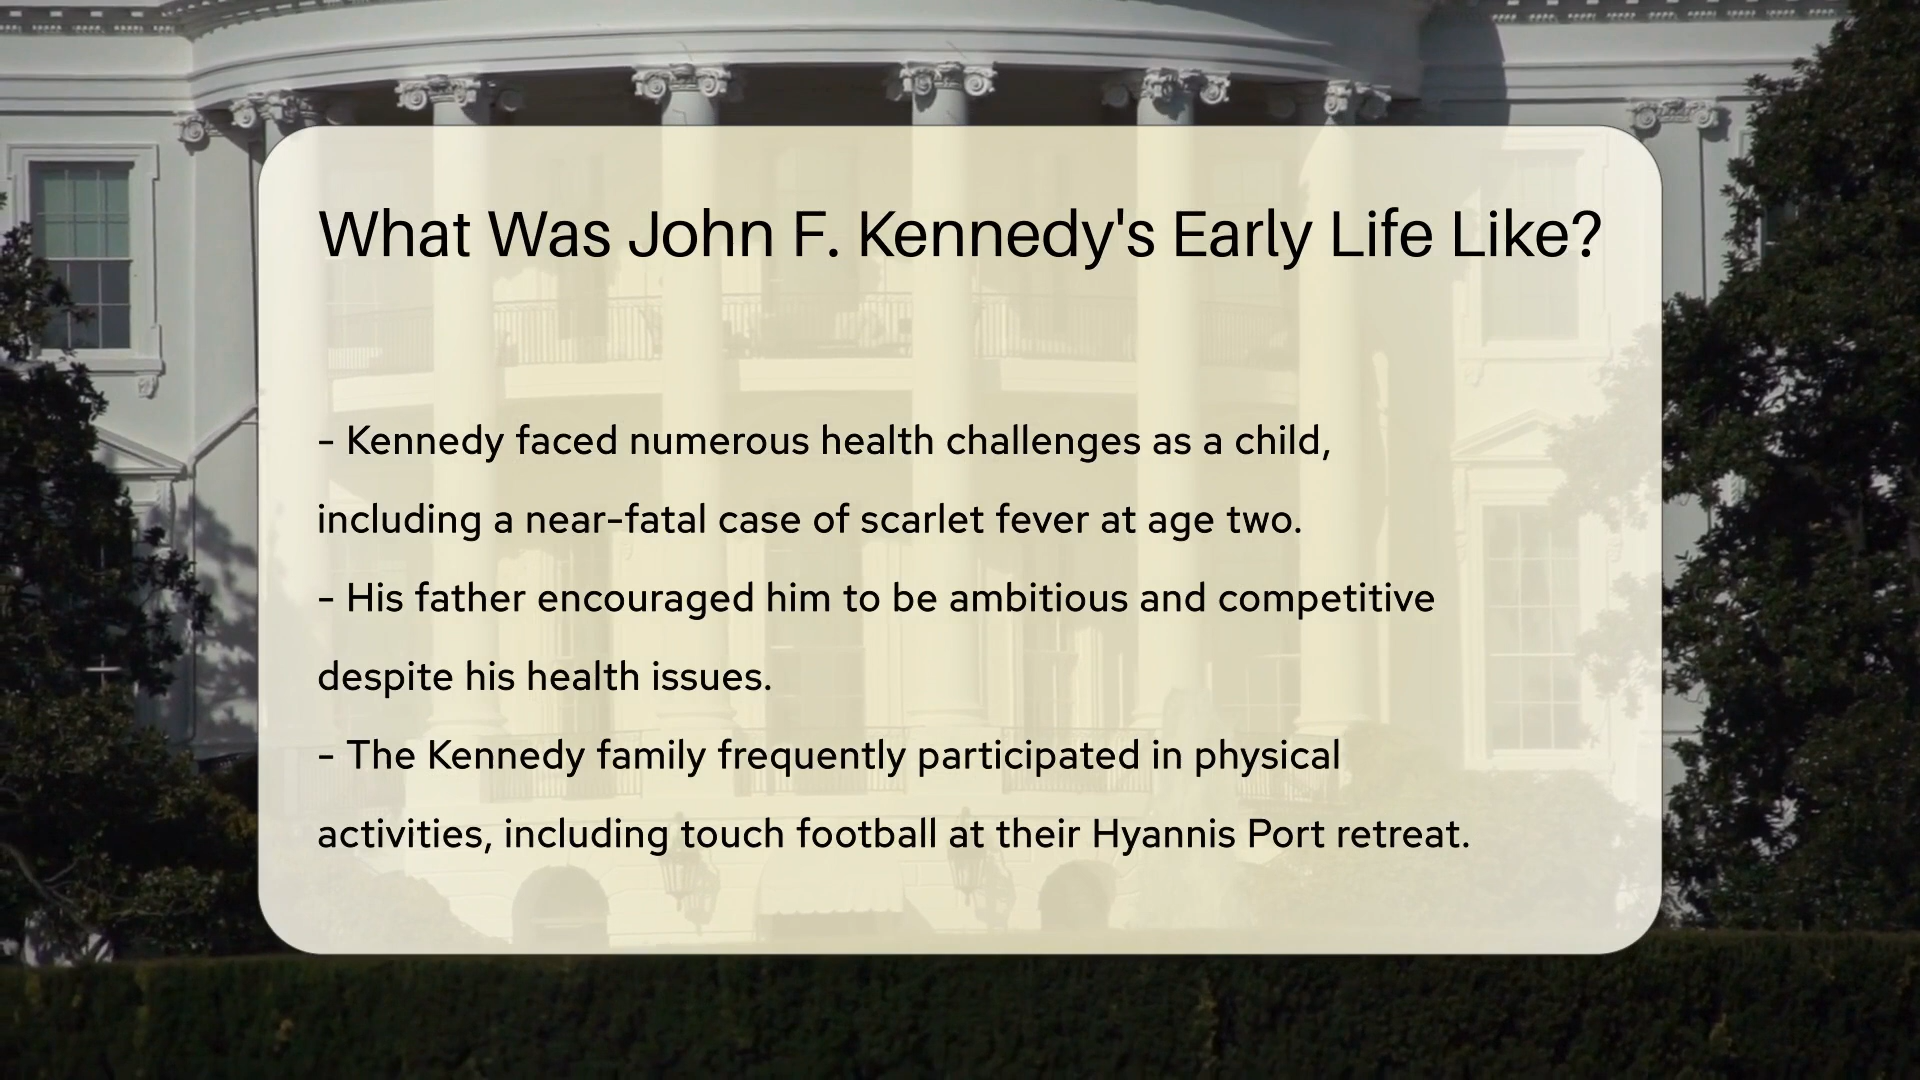 What Was John F. Kennedy's Early Life Like?
- Kennedy faced numerous health challenges as a child,
including a near-fatal case of scarlet fever at age two.
- His father encouraged him to be ambitious and competitive
despite his health issues.
- The Kennedy family frequently participated in physical
activities, including touch football at their Hyannis Port retreat.